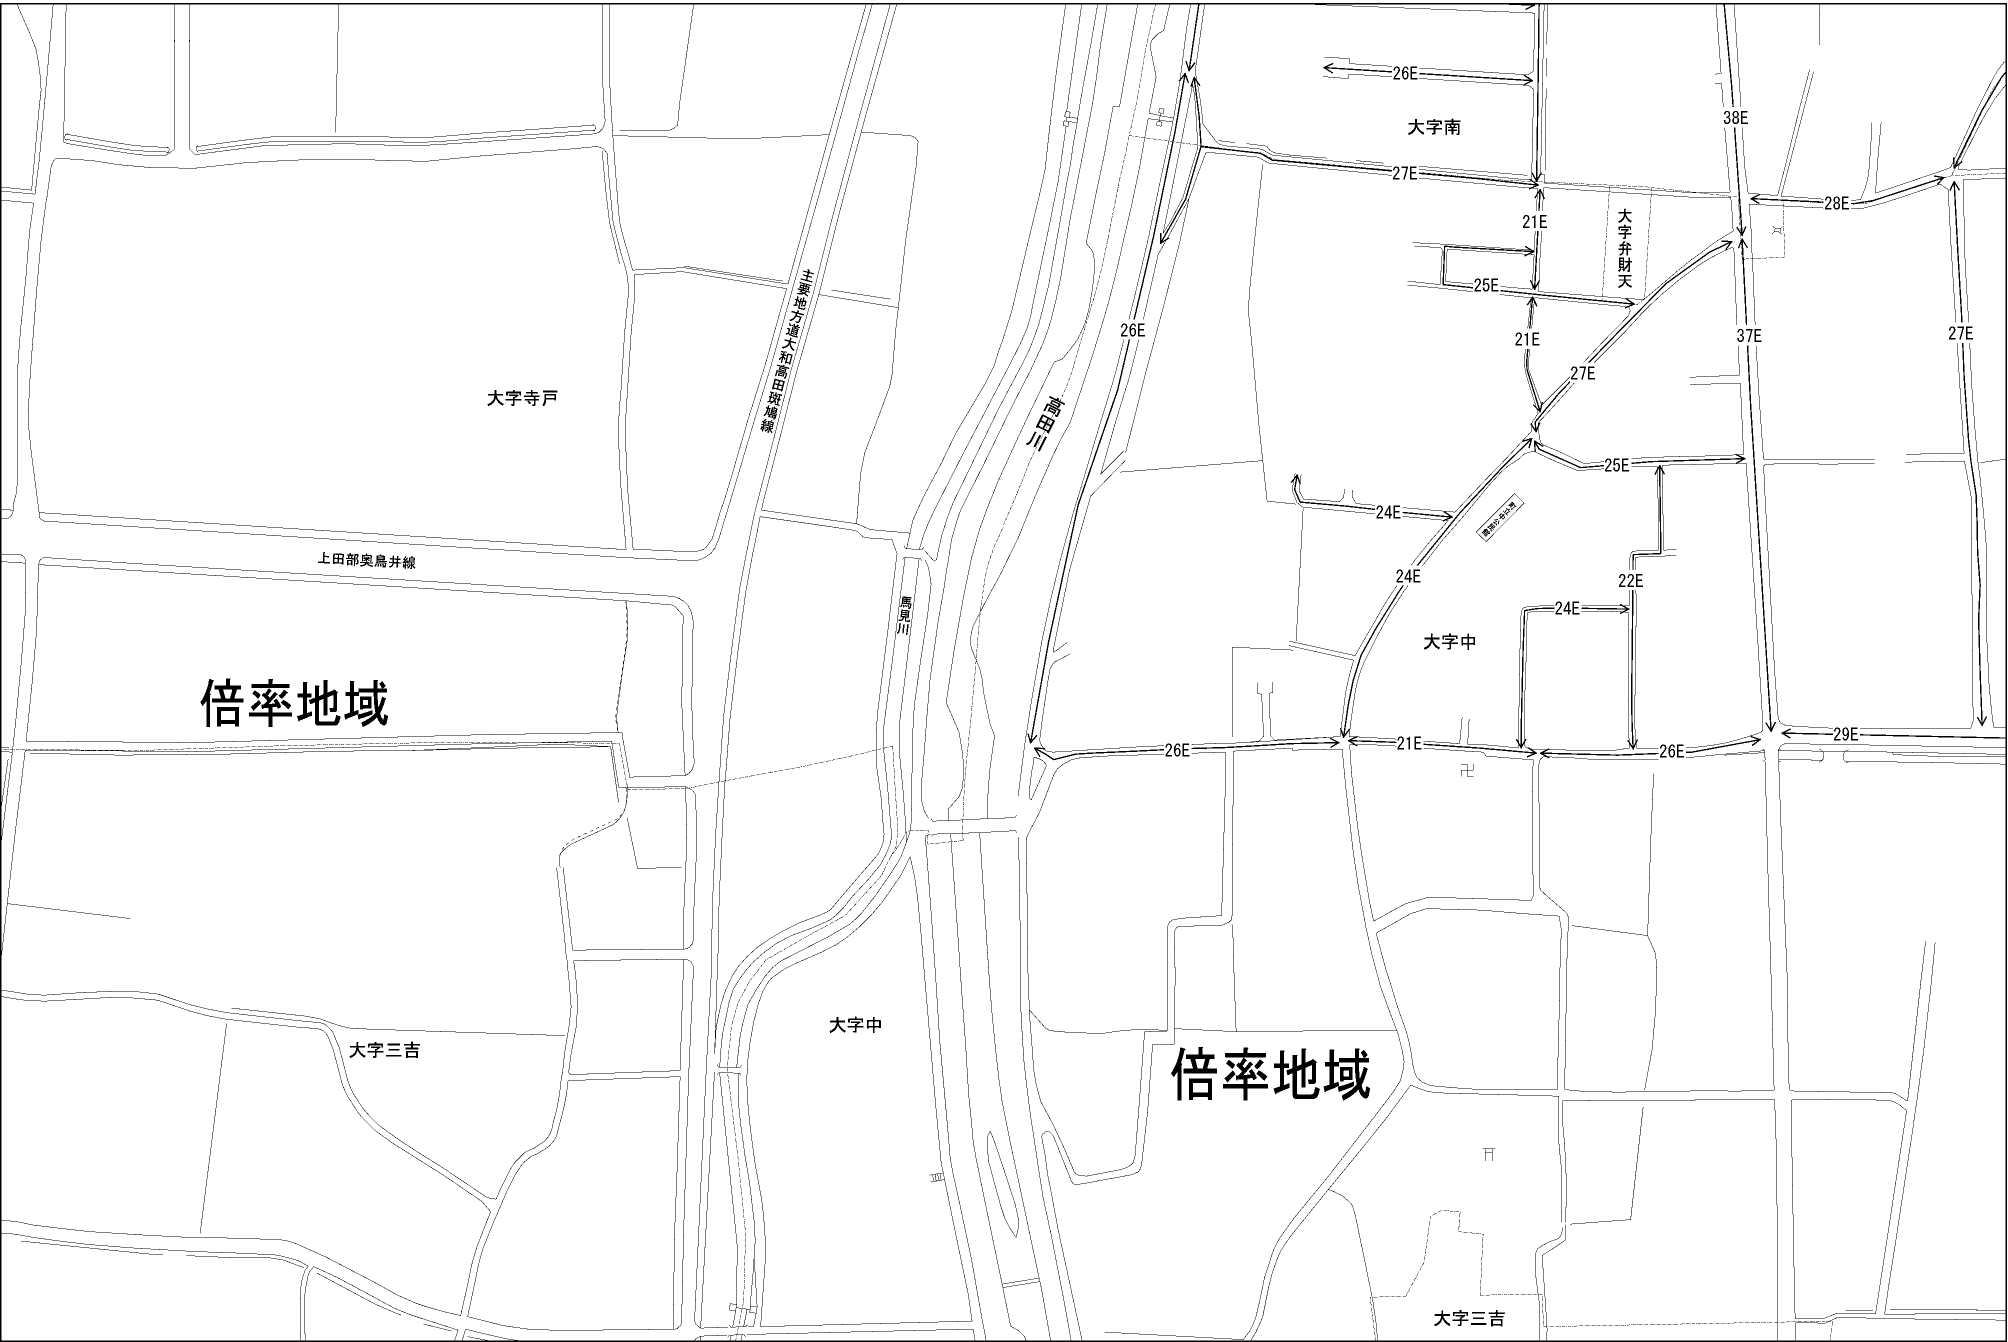 26E
38E
大字南
27E
28E
21E
大字弁財天
25E
主要地方道大和高田斑鳩線
26E
21E
37E
27E
27E
大字寺戸
高田川
25E
24E
上田部奥鳥井線
24E
22E
馬見川
24E
大字中
倍率地域
26E
21E
26E
29E
大字中
大字三吉
倍率地域
大字三吉